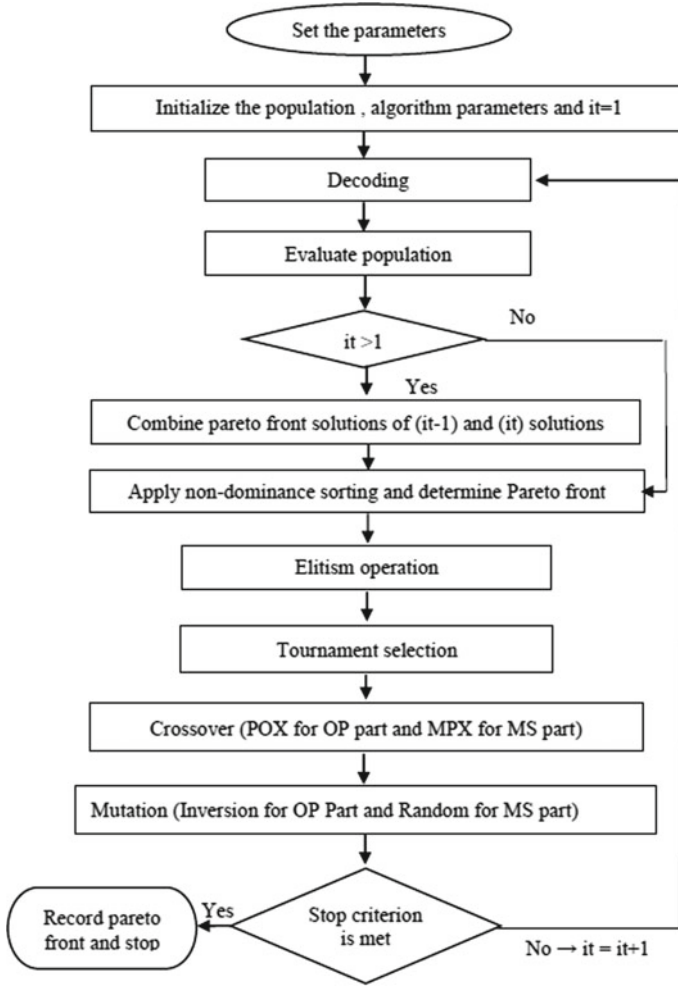 Set the parameters
Initialize the population , algorithm parameters and it=1
Decoding
Evaluate population
it >1
No
Yes
Combine pareto front solutions of (it-1) and (it) solutions
Apply non-dominance sorting and determine Pareto front
Elitism operation
Tournament selection
Crossover (POX for OP part and MPX for MS part)
Mutation (Inversion for OP Part and Random for MS part)
Stop criterion
is met
Yes
Record pareto
front and stop
No → it = it+1